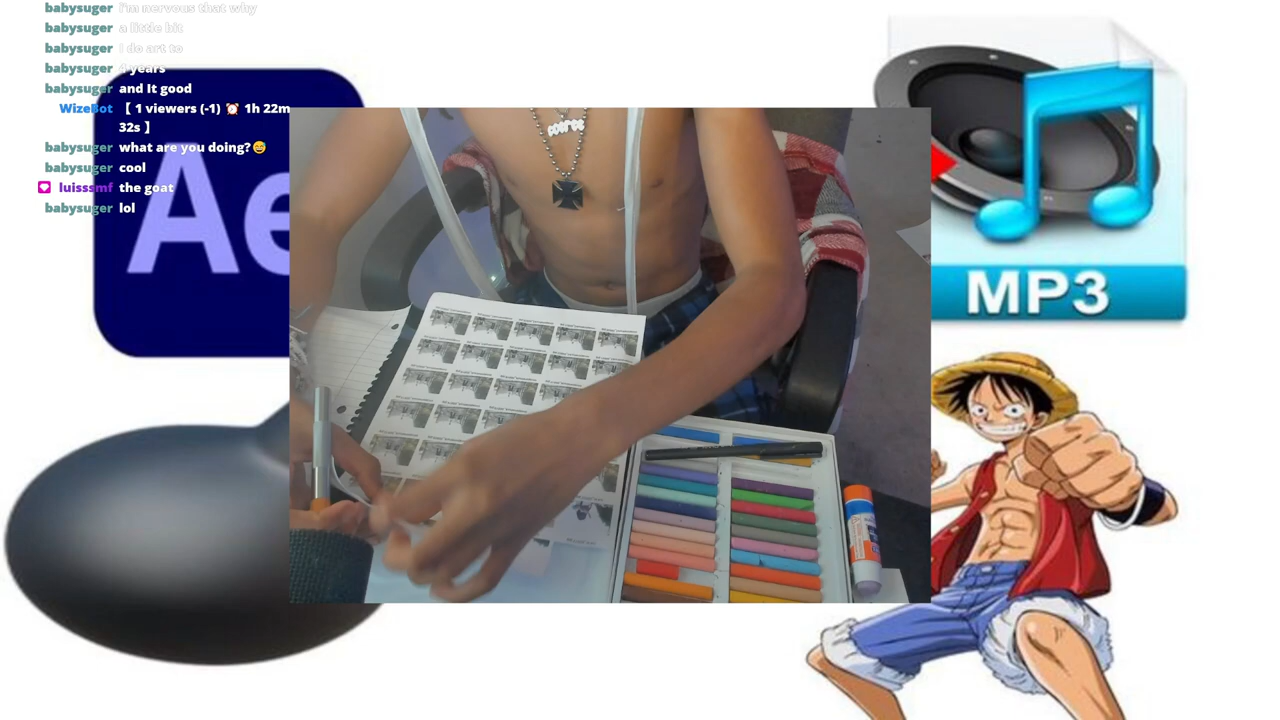 babysuger I'm nervous that why
babysuger a little bit
babysuger I do art to
babysuger 4 years
babysuger and It good
WizeBot 【 1 viewers (-1) ⏰ 1h 22m
32s 】
babysuger what are you doing?😅
babysuger cool
luisssmf the goat
babysuger lol
Ae
MP3